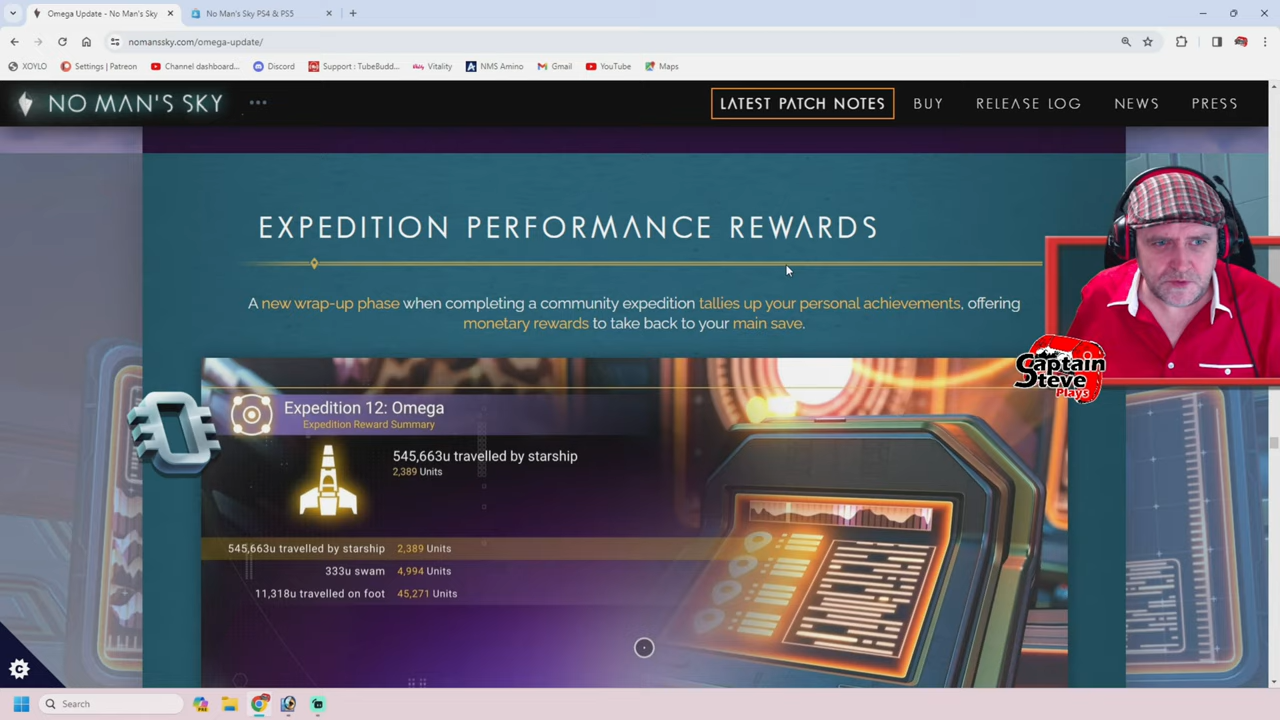 Omega Update - No Man's Sky
No Man's Sky PS4 & PS5
nomanssky.com/omega-update/
XOYLO
Settings | Patreon
Channel dashboard...
Discord
Support : TubeBudd...
Vitality
NMS Amino
Gmail
YouTube
Maps
NO MAN'S SKY
LATEST PATCH NOTES
BUY
RELEASE LOG
NEWS
PRESS
EXPEDITION PERFORMANCE REWARDS
A new wrap-up phase when completing a community expedition tallies up your personal achievements, offering
monetary rewards to take back to your main save.
Captain
Steve
Plays
Expedition 12: Omega
Expedition Reward Summary
545,663u travelled by starship
2,389 Units
545,663u travelled by starship 2,389 Units
333u swam 4,994 Units
11,318u travelled on foot 45,271 Units
Search